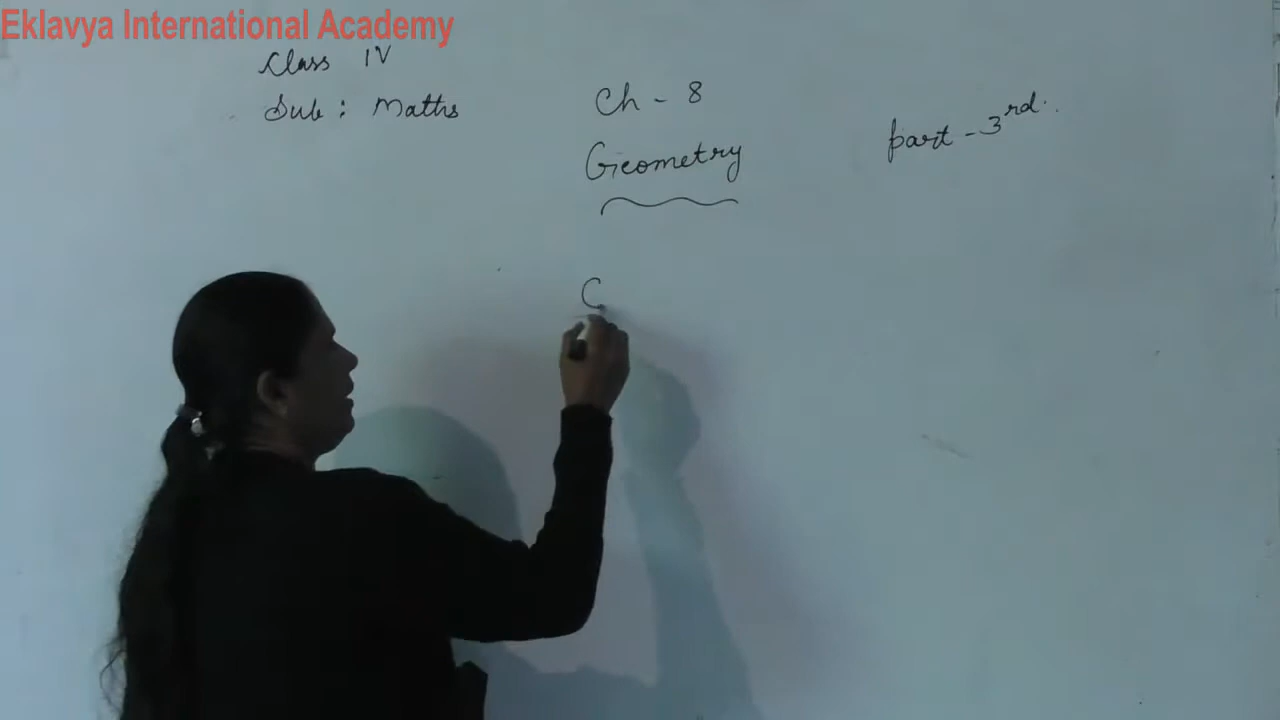 Eklavya International Academy
Class IV
Sub : Maths
Ch - 8
Geometry
part - 3rd.
C